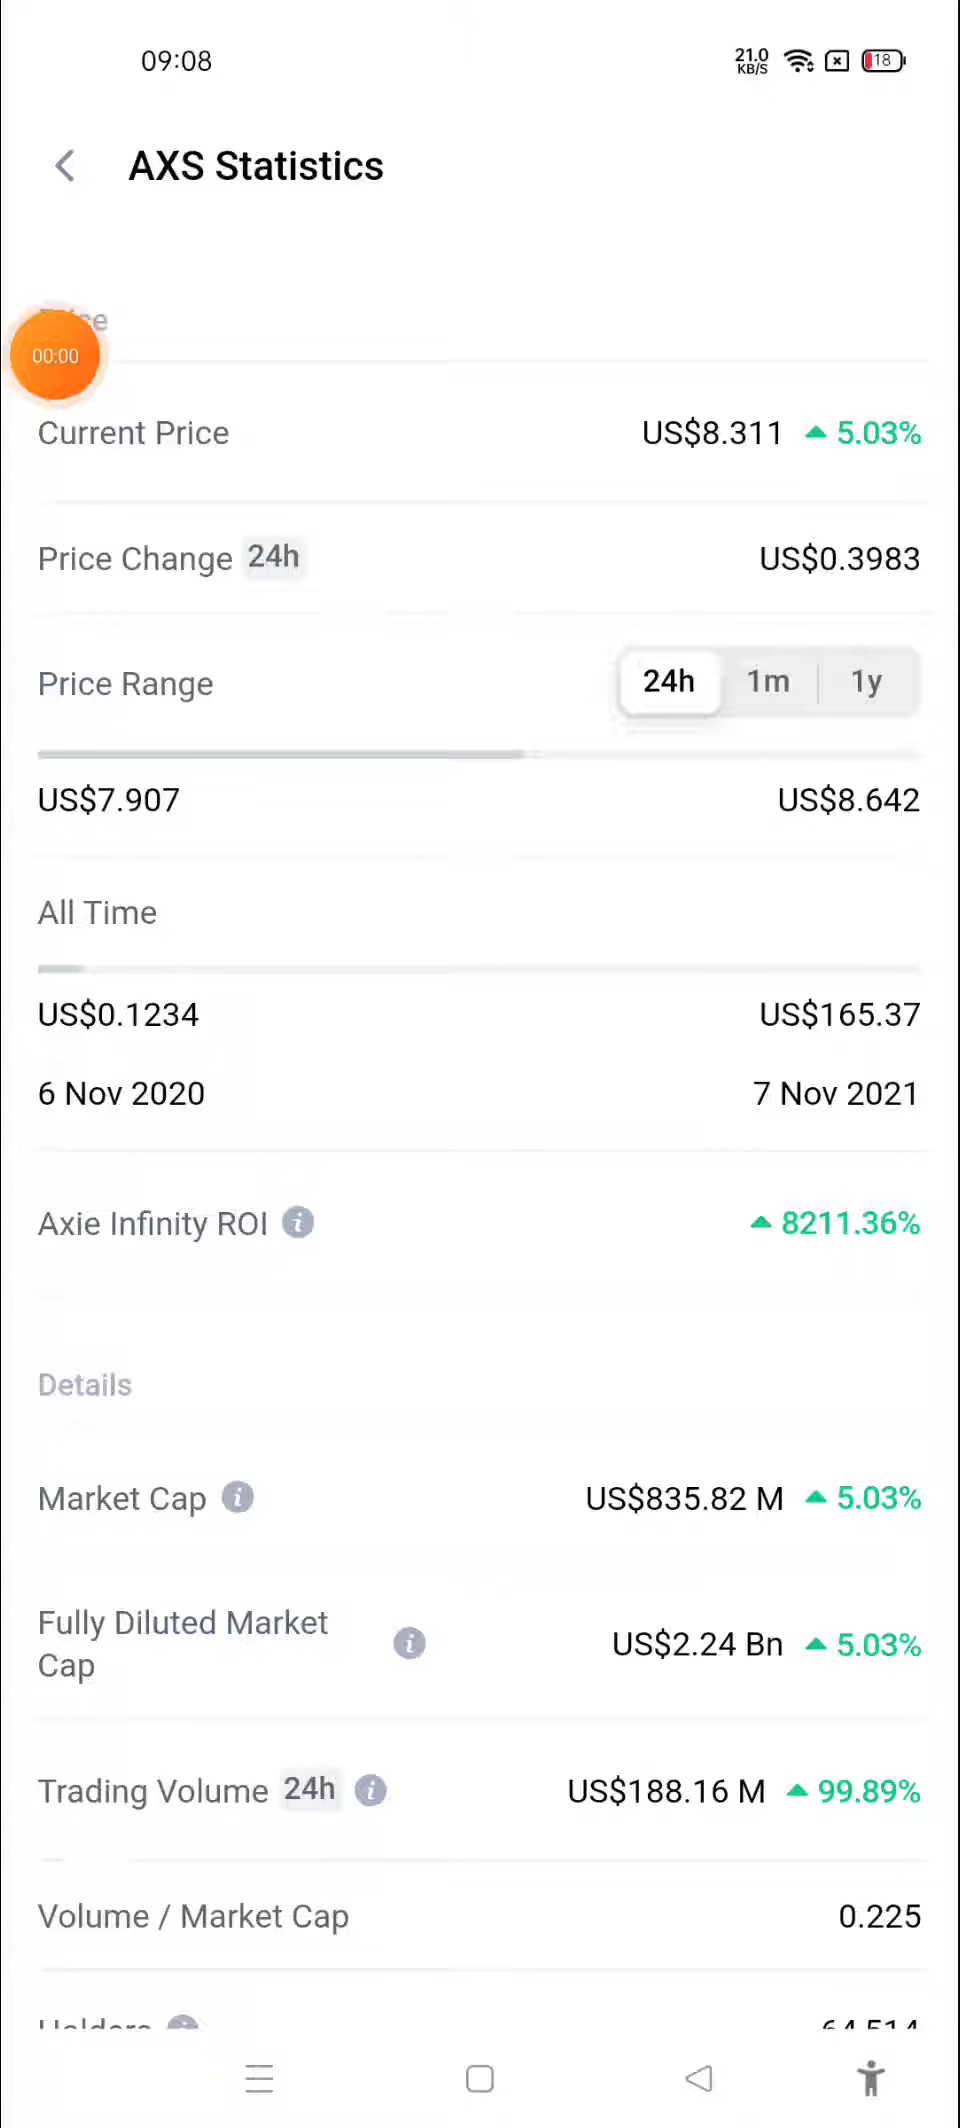 09:08
21.0
KB/S
18
AXS Statistics
00:00
Current Price US$8.311 5.03%
Price Change 24h US$0.3983
Price Range 24h 1m 1y
US$7.907 US$8.642
All Time
US$0.1234 US$165.37
6 Nov 2020 7 Nov 2021
Axie Infinity ROI 8211.36%
Details
Market Cap US$835.82 M 5.03%
Fully Diluted Market
Cap US$2.24 Bn 5.03%
Trading Volume 24h US$188.16 M 99.89%
Volume / Market Cap 0.225
Holders 64,514